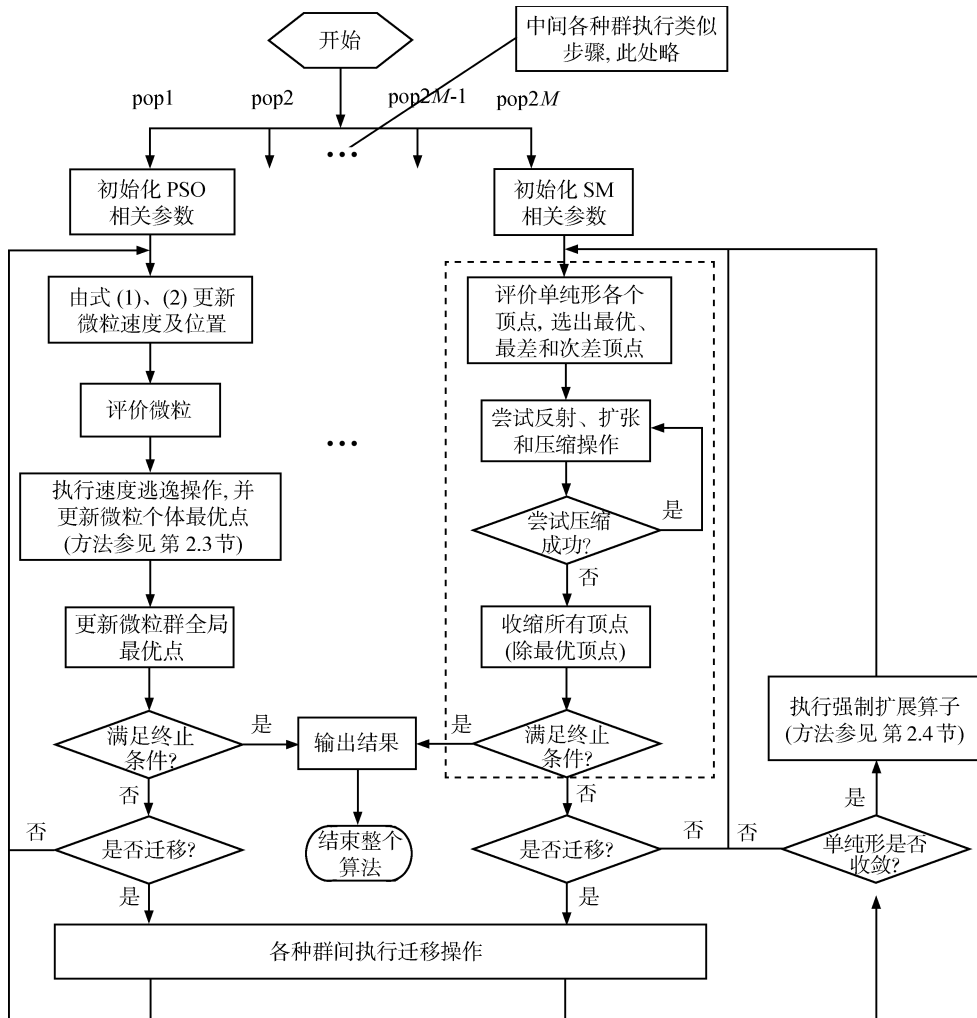 开始
中间各种群执行类似
步骤, 此处略
pop1
pop2
pop2M-1
pop2M
•••
初始化 PSO
相关参数
初始化 SM
相关参数
由式 (1)、(2) 更新
微粒速度及位置
评价微粒
执行速度逃逸操作, 并
更新微粒个体最优点
(方法参见 第 2.3 节)
更新微粒群全局
最优点
满足终止
条件?
是
否
是否迁移?
否
是
•••
输出结果
结束整个
算法
评价单纯形各个
顶点, 选出最优、
最差和次差顶点
尝试反射、扩张
和压缩操作
尝试压缩
成功?
是
否
收缩所有顶点
(除最优顶点)
满足终止
条件?
是
否
是否迁移?
否
是
执行强制扩展算子
(方法参见 第 2.4 节)
是
否
单纯形是否
收敛?
各种群间执行迁移操作